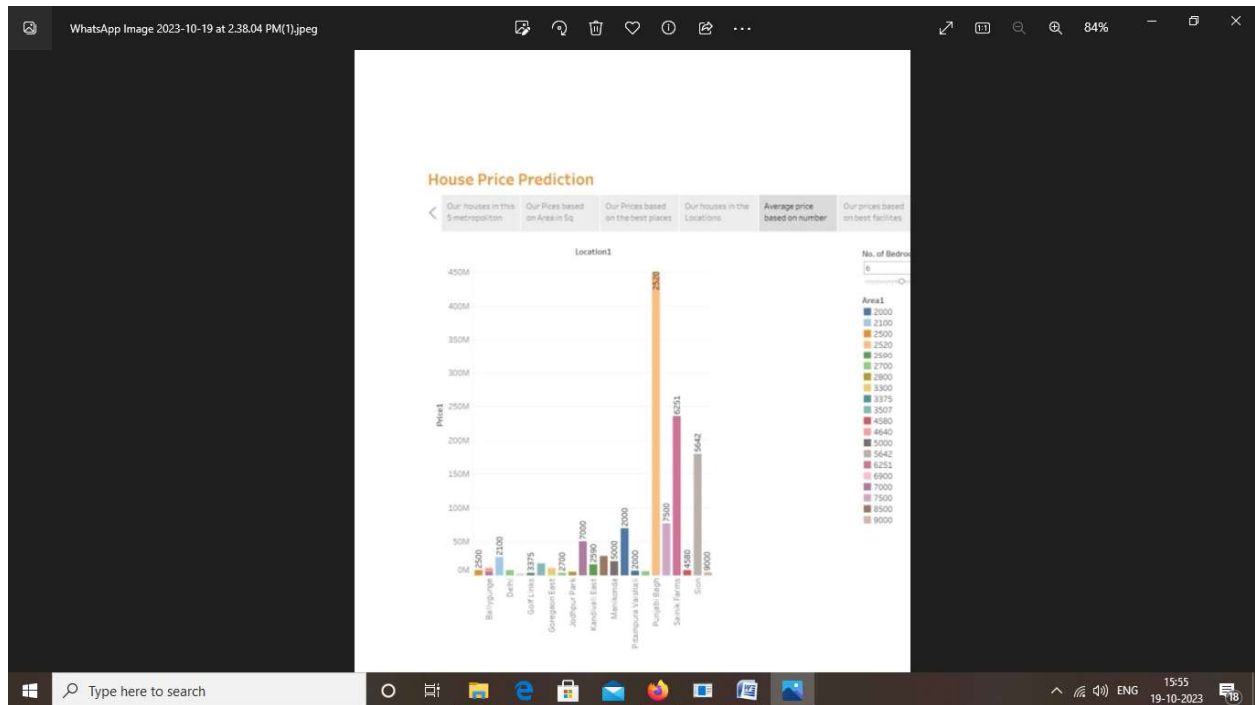 WhatsApp Image 2023-10-19 at 2.38.04 PM(1).jpeg
84%
House Price Prediction
Our houses in this
5 metropoliton
Our Pices based
on Area in Sq
Our Prices based
on the best places
Our houses in the
Locations
Average price
based on number
Our prices based
on best facilites
Location1
No. of Bedroo
6
Price1
450M
400M
350M
300M
250M
200M
150M
100M
50M
0M
2500
2100
3375
2700
7000
2590
5000
2000
2000
2520
7500
6251
4580
5642
9000
Ballygunge
Delhi
Golf Links
Goregaon East
Jodhpur Park
Kandivali East
Manikonda
Pitampura Vaishali
Punjabi Bagh
Sainik Farms
Sion
Area1
2000
2100
2500
2520
2590
2700
2800
3300
3375
3507
4580
4640
5000
5642
6251
6900
7000
7500
8500
9000
Type here to search
ENG
15:55
19-10-2023
18